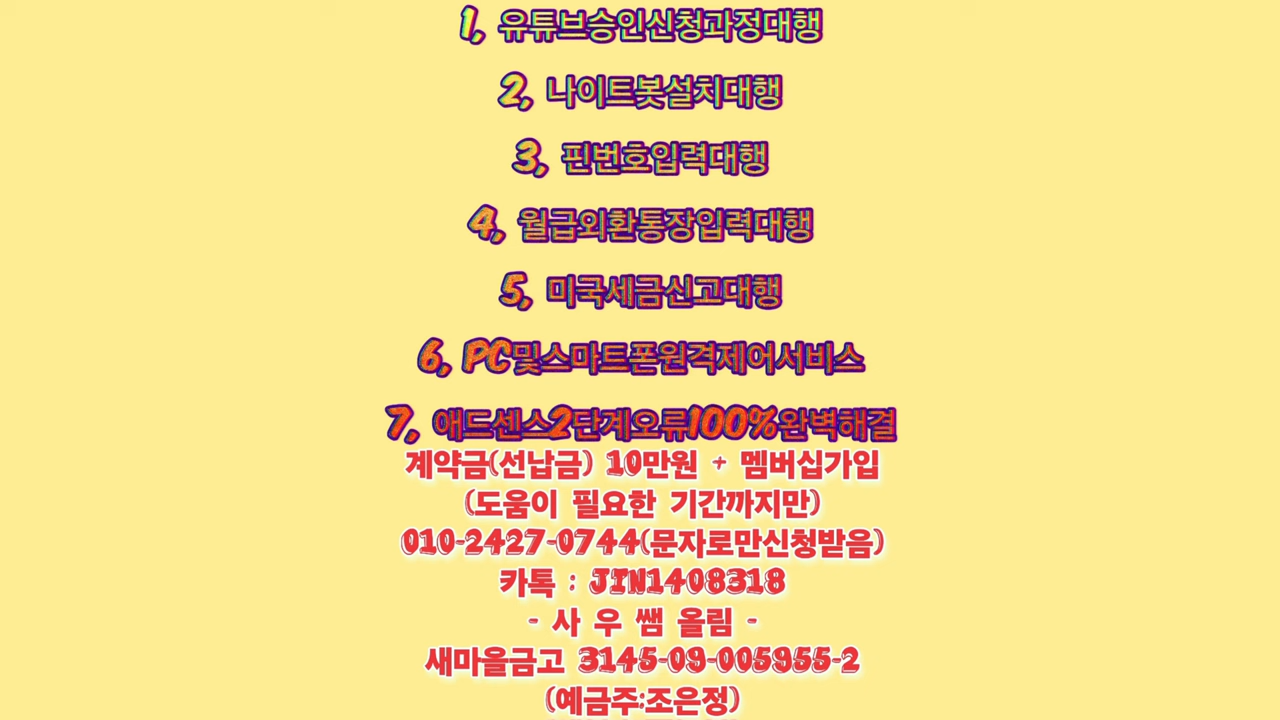 1, 유튜브승인신청과정대행
2, 나이트봇설치대행
3, 핀번호입력대행
4, 월급외환통장입력대행
5, 미국세금신고대행
6, PC및스마트폰원격제어서비스
7, 애드센스2단계오류100%완벽해결
계약금(선납금) 10만원 + 멤버십가입
(도움이 필요한 기간까지만)
010-2427-0744(문자로만신청받음)
카톡 : JIN1408318
- 사 우 쌤 올림 -
새마을금고 3145-09-005955-2
(예금주:조은정)